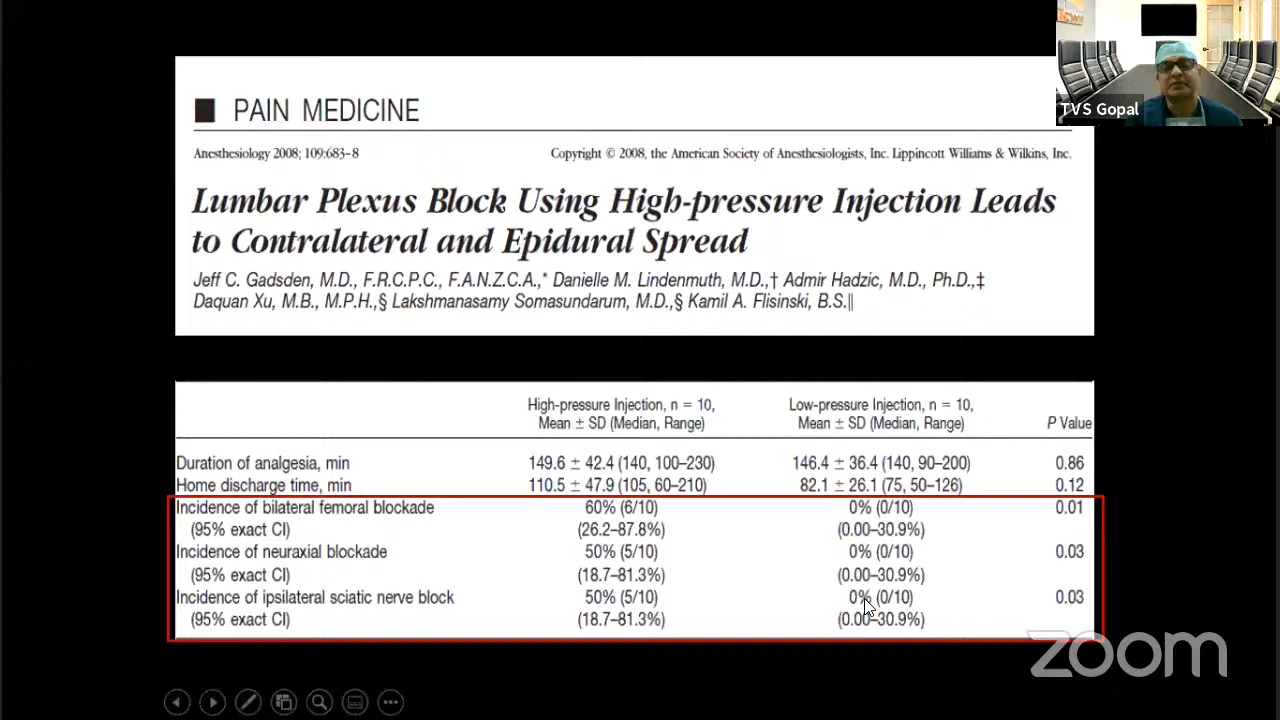 TVS Gopal
PAIN MEDICINE
Anesthesiology 2008; 109:683–8
Copyright © 2008, the American Society of Anesthesiologists, Inc. Lippincott Williams & Wilkins, Inc.
Lumbar Plexus Block Using High-pressure Injection Leads
to Contralateral and Epidural Spread
Jeff C. Gadsden, M.D., F.R.C.P.C., F.A.N.Z.C.A.,* Danielle M. Lindenmuth, M.D.,† Admir Hadzic, M.D., Ph.D.,‡
Daquan Xu, M.B., M.P.H.,§ Lakshmanasamy Somasundarum, M.D.,§ Kamil A. Flisinski, B.S.||
High-pressure Injection, n = 10, Low-pressure Injection, n = 10,
Mean ± SD (Median, Range) Mean ± SD (Median, Range) P Value
Duration of analgesia, min 149.6 ± 42.4 (140, 100–230) 146.4 ± 36.4 (140, 90–200) 0.86
Home discharge time, min 110.5 ± 47.9 (105, 60–210) 82.1 ± 26.1 (75, 50–126) 0.12
Incidence of bilateral femoral blockade 60% (6/10) 0% (0/10) 0.01
(95% exact CI) (26.2–87.8%) (0.00–30.9%)
Incidence of neuraxial blockade 50% (5/10) 0% (0/10) 0.03
(95% exact CI) (18.7–81.3%) (0.00–30.9%)
Incidence of ipsilateral sciatic nerve block 50% (5/10) 0% (0/10) 0.03
(95% exact CI) (18.7–81.3%) (0.00–30.9%)
zoom